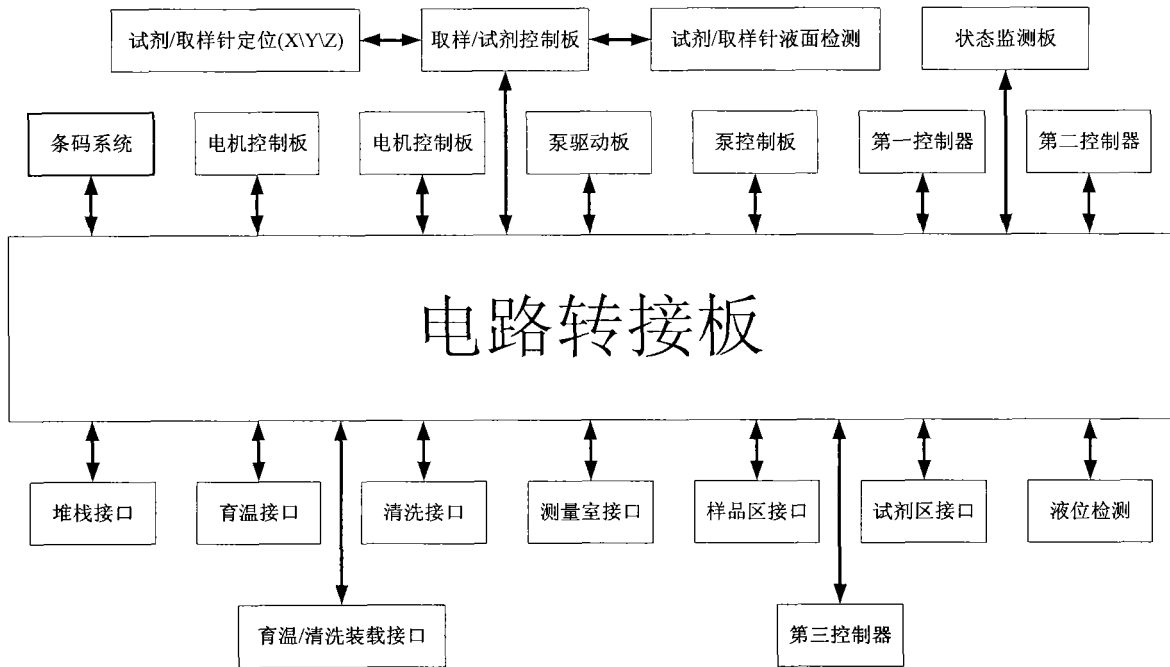 试剂/取样针定位(X\Y\Z)
取样/试剂控制板
试剂/取样针液面检测
状态监测板
条码系统
电机控制板
电机控制板
泵驱动板
泵控制板
第一控制器
第二控制器
电路转接板
堆栈接口
育温接口
清洗接口
测量室接口
样品区接口
试剂区接口
液位检测
育温/清洗装载接口
第三控制器